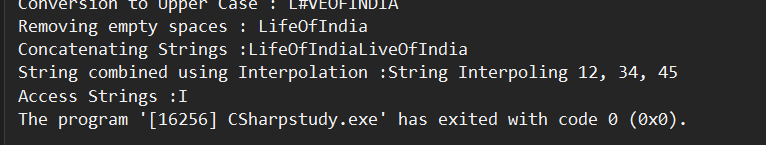 Conversion to Upper Case : L#VEOFINDIA
Removing empty spaces : LifeOfIndia
Concatenating Strings :LifeOfIndiaLiveOfIndia
String combined using Interpolation :String Interpoling 12, 34, 45
Access Strings :I
The program '[16256] CSharpstudy.exe' has exited with code 0 (0x0).